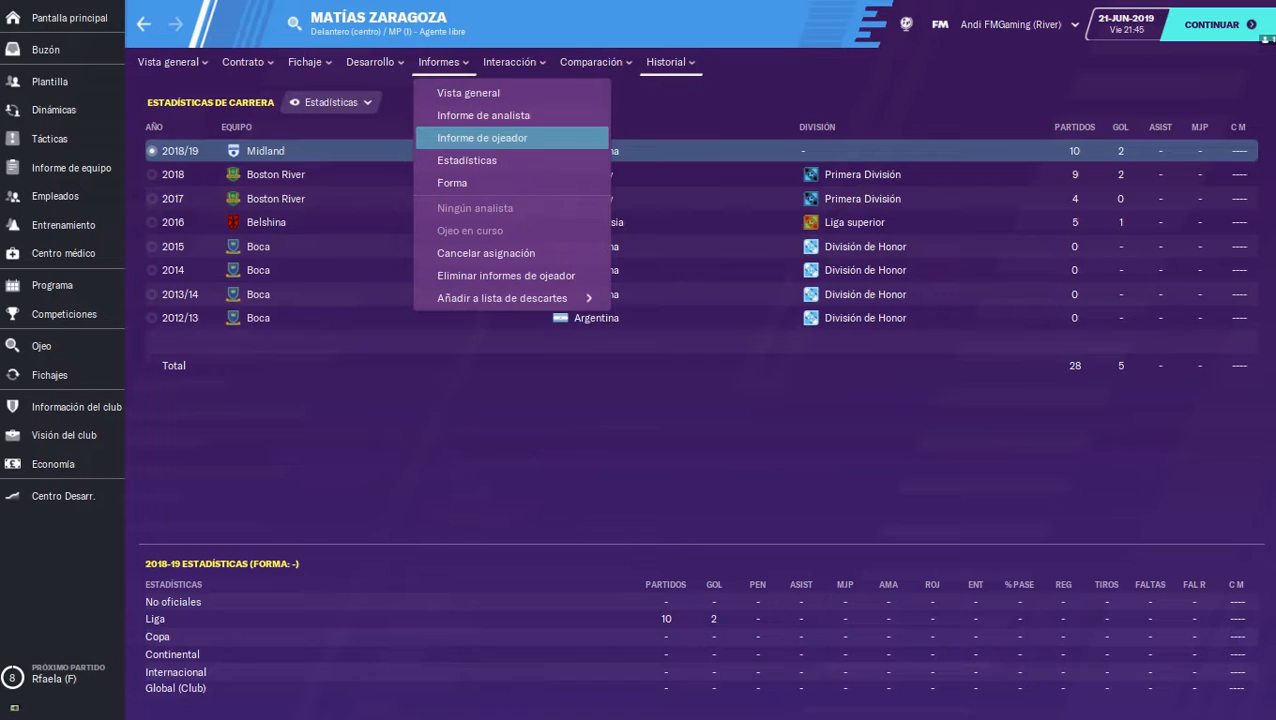 Pantalla principal
Buzón
Plantilla
Dinámicas
Tácticas
Informe de equipo
Empleados
Entrenamiento
Centro médico
Programa
Competiciones
Ojeo
Fichajes
Información del club
Visión del club
Economía
Centro Desarr.
PRÓXIMO PARTIDO
8 Rfaela (F)
MATÍAS ZARAGOZA
Delantero (centro) / MP (I) - Agente libre
FM Andi FMGaming (River)
21-JUN-2019
Vie 21:45
CONTINUAR
1
Vista general Contrato Fichaje Desarrollo Informes Interacción Comparación Historial
Vista general
Informe de analista
Informe de ojeador
Estadísticas
Forma
Ningún analista
Ojeo en curso
Cancelar asignación
Eliminar informes de ojeador
Añadir a lista de descartes
ESTADÍSTICAS DE CARRERA Estadísticas
AÑO EQUIPO DIVISIÓN PARTIDOS GOL ASIST MJP C M
2018/19 Midland na - 10 2 - - ----
2018 Boston River y Primera División 9 2 - - ----
2017 Boston River y Primera División 4 0 - - ----
2016 Belshina sia Liga superior 5 1 - - ----
2015 Boca na División de Honor 0 - - - ----
2014 Boca na División de Honor 0 - - - ----
2013/14 Boca na División de Honor 0 - - - ----
2012/13 Boca Argentina División de Honor 0 - - - ----
Total 28 5 - - ----
2018-19 ESTADÍSTICAS (FORMA: -)
ESTADÍSTICAS PARTIDOS GOL PEN ASIST MJP AMA ROJ ENT % PASE REG TIROS FALTAS FAL R C M
No oficiales - - - - - - - - - - - - - ----
Liga 10 2 - - - - - - - - - - - ----
Copa - - - - - - - - - - - - - ----
Continental - - - - - - - - - - - - - ----
Internacional - - - - - - - - - - - - - ----
Global (Club) - - - - - - - - - - - - - ----